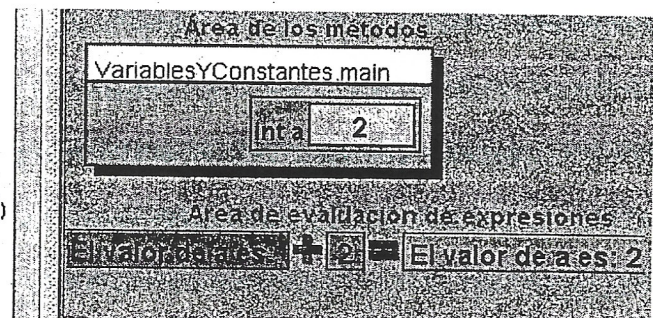 Área de los métodos
VariablesYConstantes.main
int a 2
)
Área de evaluación de expresiones
El valor de a es: + 2 = El valor de a es: 2